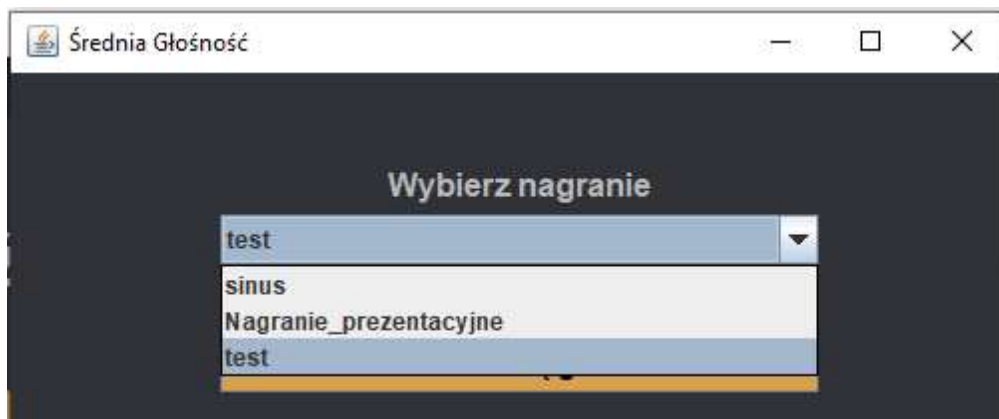 Średnia Głośność
Wybierz nagranie
test
sinus
Nagranie_prezentacyjne
test